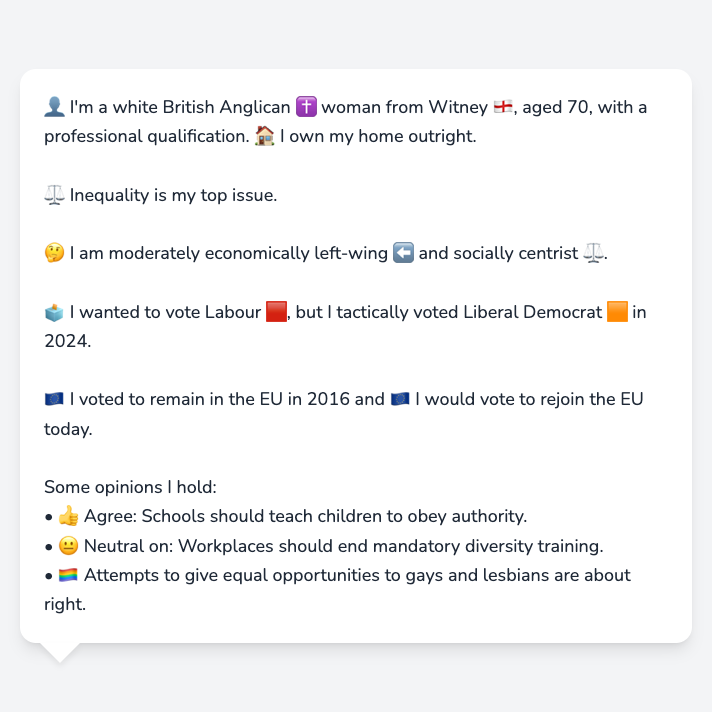 👤 I'm a white British Anglican ✝️ woman from Witney 🏴󠁧󠁢󠁥󠁮󠁧󠁿, aged 70, with a
professional qualification. 🏠 I own my home outright.
⚖️ Inequality is my top issue.
🤔 I am moderately economically left-wing ⬅️ and socially centrist ⚖️.
🗳️ I wanted to vote Labour 🟥, but I tactically voted Liberal Democrat 🟧 in
2024.
🇪🇺 I voted to remain in the EU in 2016 and 🇪🇺 I would vote to rejoin the EU
today.
Some opinions I hold:
• 👍 Agree: Schools should teach children to obey authority.
• 😐 Neutral on: Workplaces should end mandatory diversity training.
• 🏳️‍🌈 Attempts to give equal opportunities to gays and lesbians are about
right.